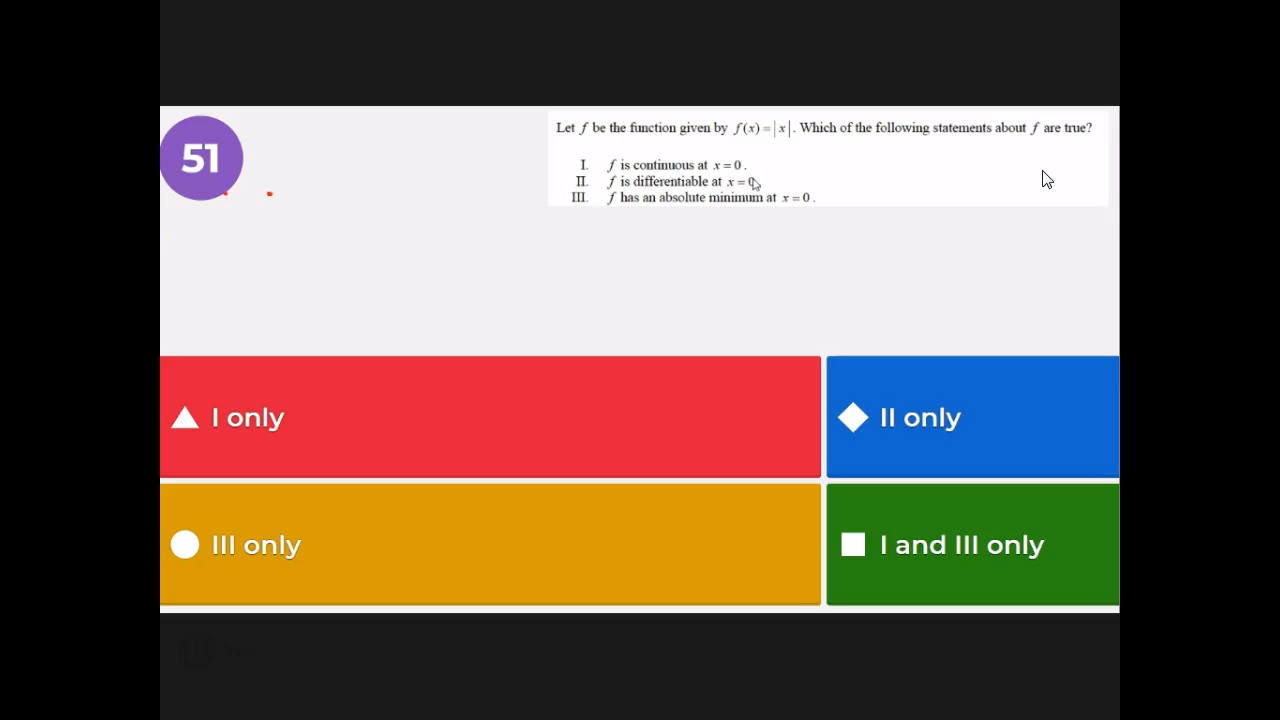 51
Let f be the function given by f(x) = |x|. Which of the following statements about f are true?
I. f is continuous at x = 0.
II. f is differentiable at x = 0
III. f has an absolute minimum at x = 0.
I only
II only
III only
I and III only